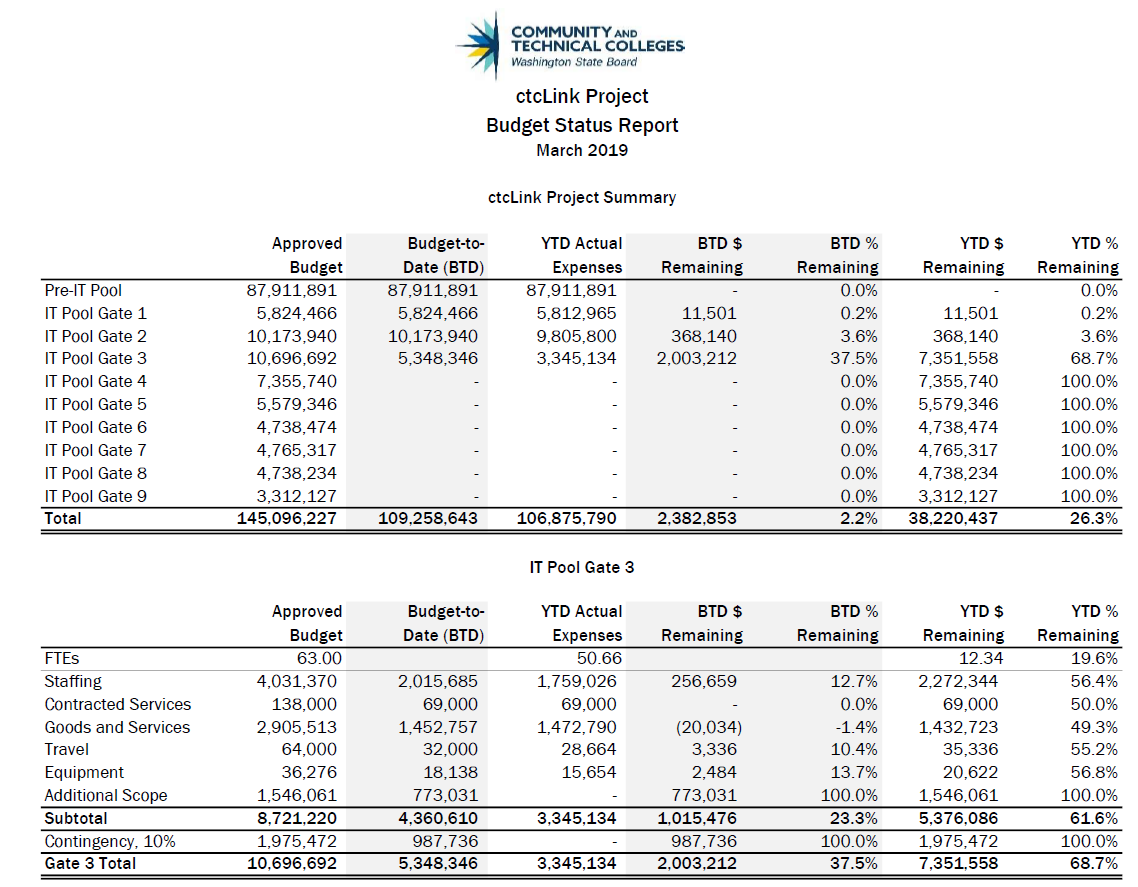 COMMUNITY AND
TECHNICAL COLLEGES
Washington State Board
ctcLink Project
Budget Status Report
March 2019
ctcLink Project Summary
Approved Budget-to- YTD Actual BTD $ BTD % YTD $ YTD %
Budget Date (BTD) Expenses Remaining Remaining Remaining Remaining
Pre-IT Pool 87,911,891 87,911,891 87,911,891 - 0.0% - 0.0%
IT Pool Gate 1 5,824,466 5,824,466 5,812,965 11,501 0.2% 11,501 0.2%
IT Pool Gate 2 10,173,940 10,173,940 9,805,800 368,140 3.6% 368,140 3.6%
IT Pool Gate 3 10,696,692 5,348,346 3,345,134 2,003,212 37.5% 7,351,558 68.7%
IT Pool Gate 4 7,355,740 - - - 0.0% 7,355,740 100.0%
IT Pool Gate 5 5,579,346 - - - 0.0% 5,579,346 100.0%
IT Pool Gate 6 4,738,474 - - - 0.0% 4,738,474 100.0%
IT Pool Gate 7 4,765,317 - - - 0.0% 4,765,317 100.0%
IT Pool Gate 8 4,738,234 - - - 0.0% 4,738,234 100.0%
IT Pool Gate 9 3,312,127 - - - 0.0% 3,312,127 100.0%
Total 145,096,227 109,258,643 106,875,790 2,382,853 2.2% 38,220,437 26.3%
IT Pool Gate 3
Approved Budget-to- YTD Actual BTD $ BTD % YTD $ YTD %
Budget Date (BTD) Expenses Remaining Remaining Remaining Remaining
FTEs 63.00 50.66 12.34 19.6%
Staffing 4,031,370 2,015,685 1,759,026 256,659 12.7% 2,272,344 56.4%
Contracted Services 138,000 69,000 69,000 - 0.0% 69,000 50.0%
Goods and Services 2,905,513 1,452,757 1,472,790 (20,034) -1.4% 1,432,723 49.3%
Travel 64,000 32,000 28,664 3,336 10.4% 35,336 55.2%
Equipment 36,276 18,138 15,654 2,484 13.7% 20,622 56.8%
Additional Scope 1,546,061 773,031 - 773,031 100.0% 1,546,061 100.0%
Subtotal 8,721,220 4,360,610 3,345,134 1,015,476 23.3% 5,376,086 61.6%
Contingency, 10% 1,975,472 987,736 - 987,736 100.0% 1,975,472 100.0%
Gate 3 Total 10,696,692 5,348,346 3,345,134 2,003,212 37.5% 7,351,558 68.7%